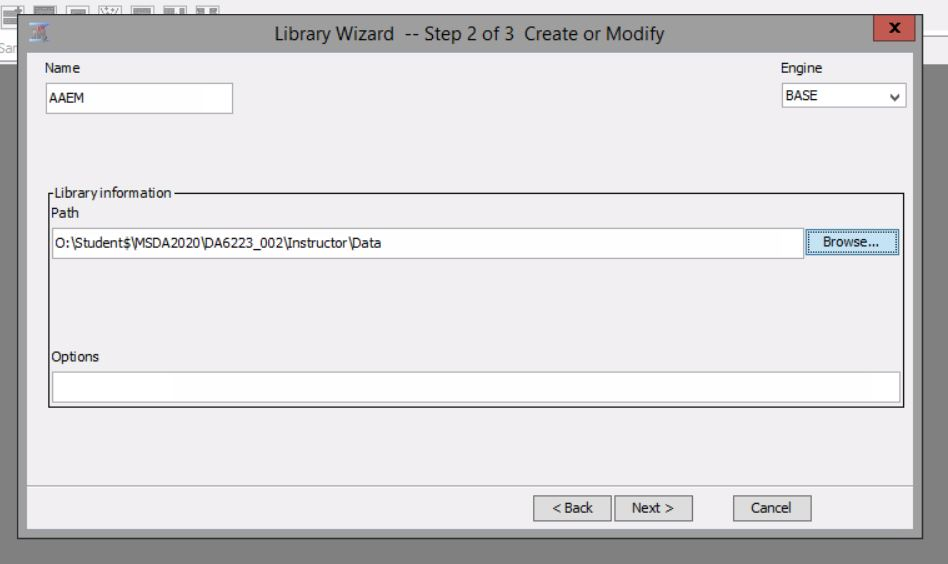 Library Wizard -- Step 2 of 3 Create or Modify
x
Name
Engine
AAEM
BASE
Library information
Path
O:\Student$\MSDA2020\DA6223_002\Instructor\Data
Browse...
Options
< Back
Next >
Cancel